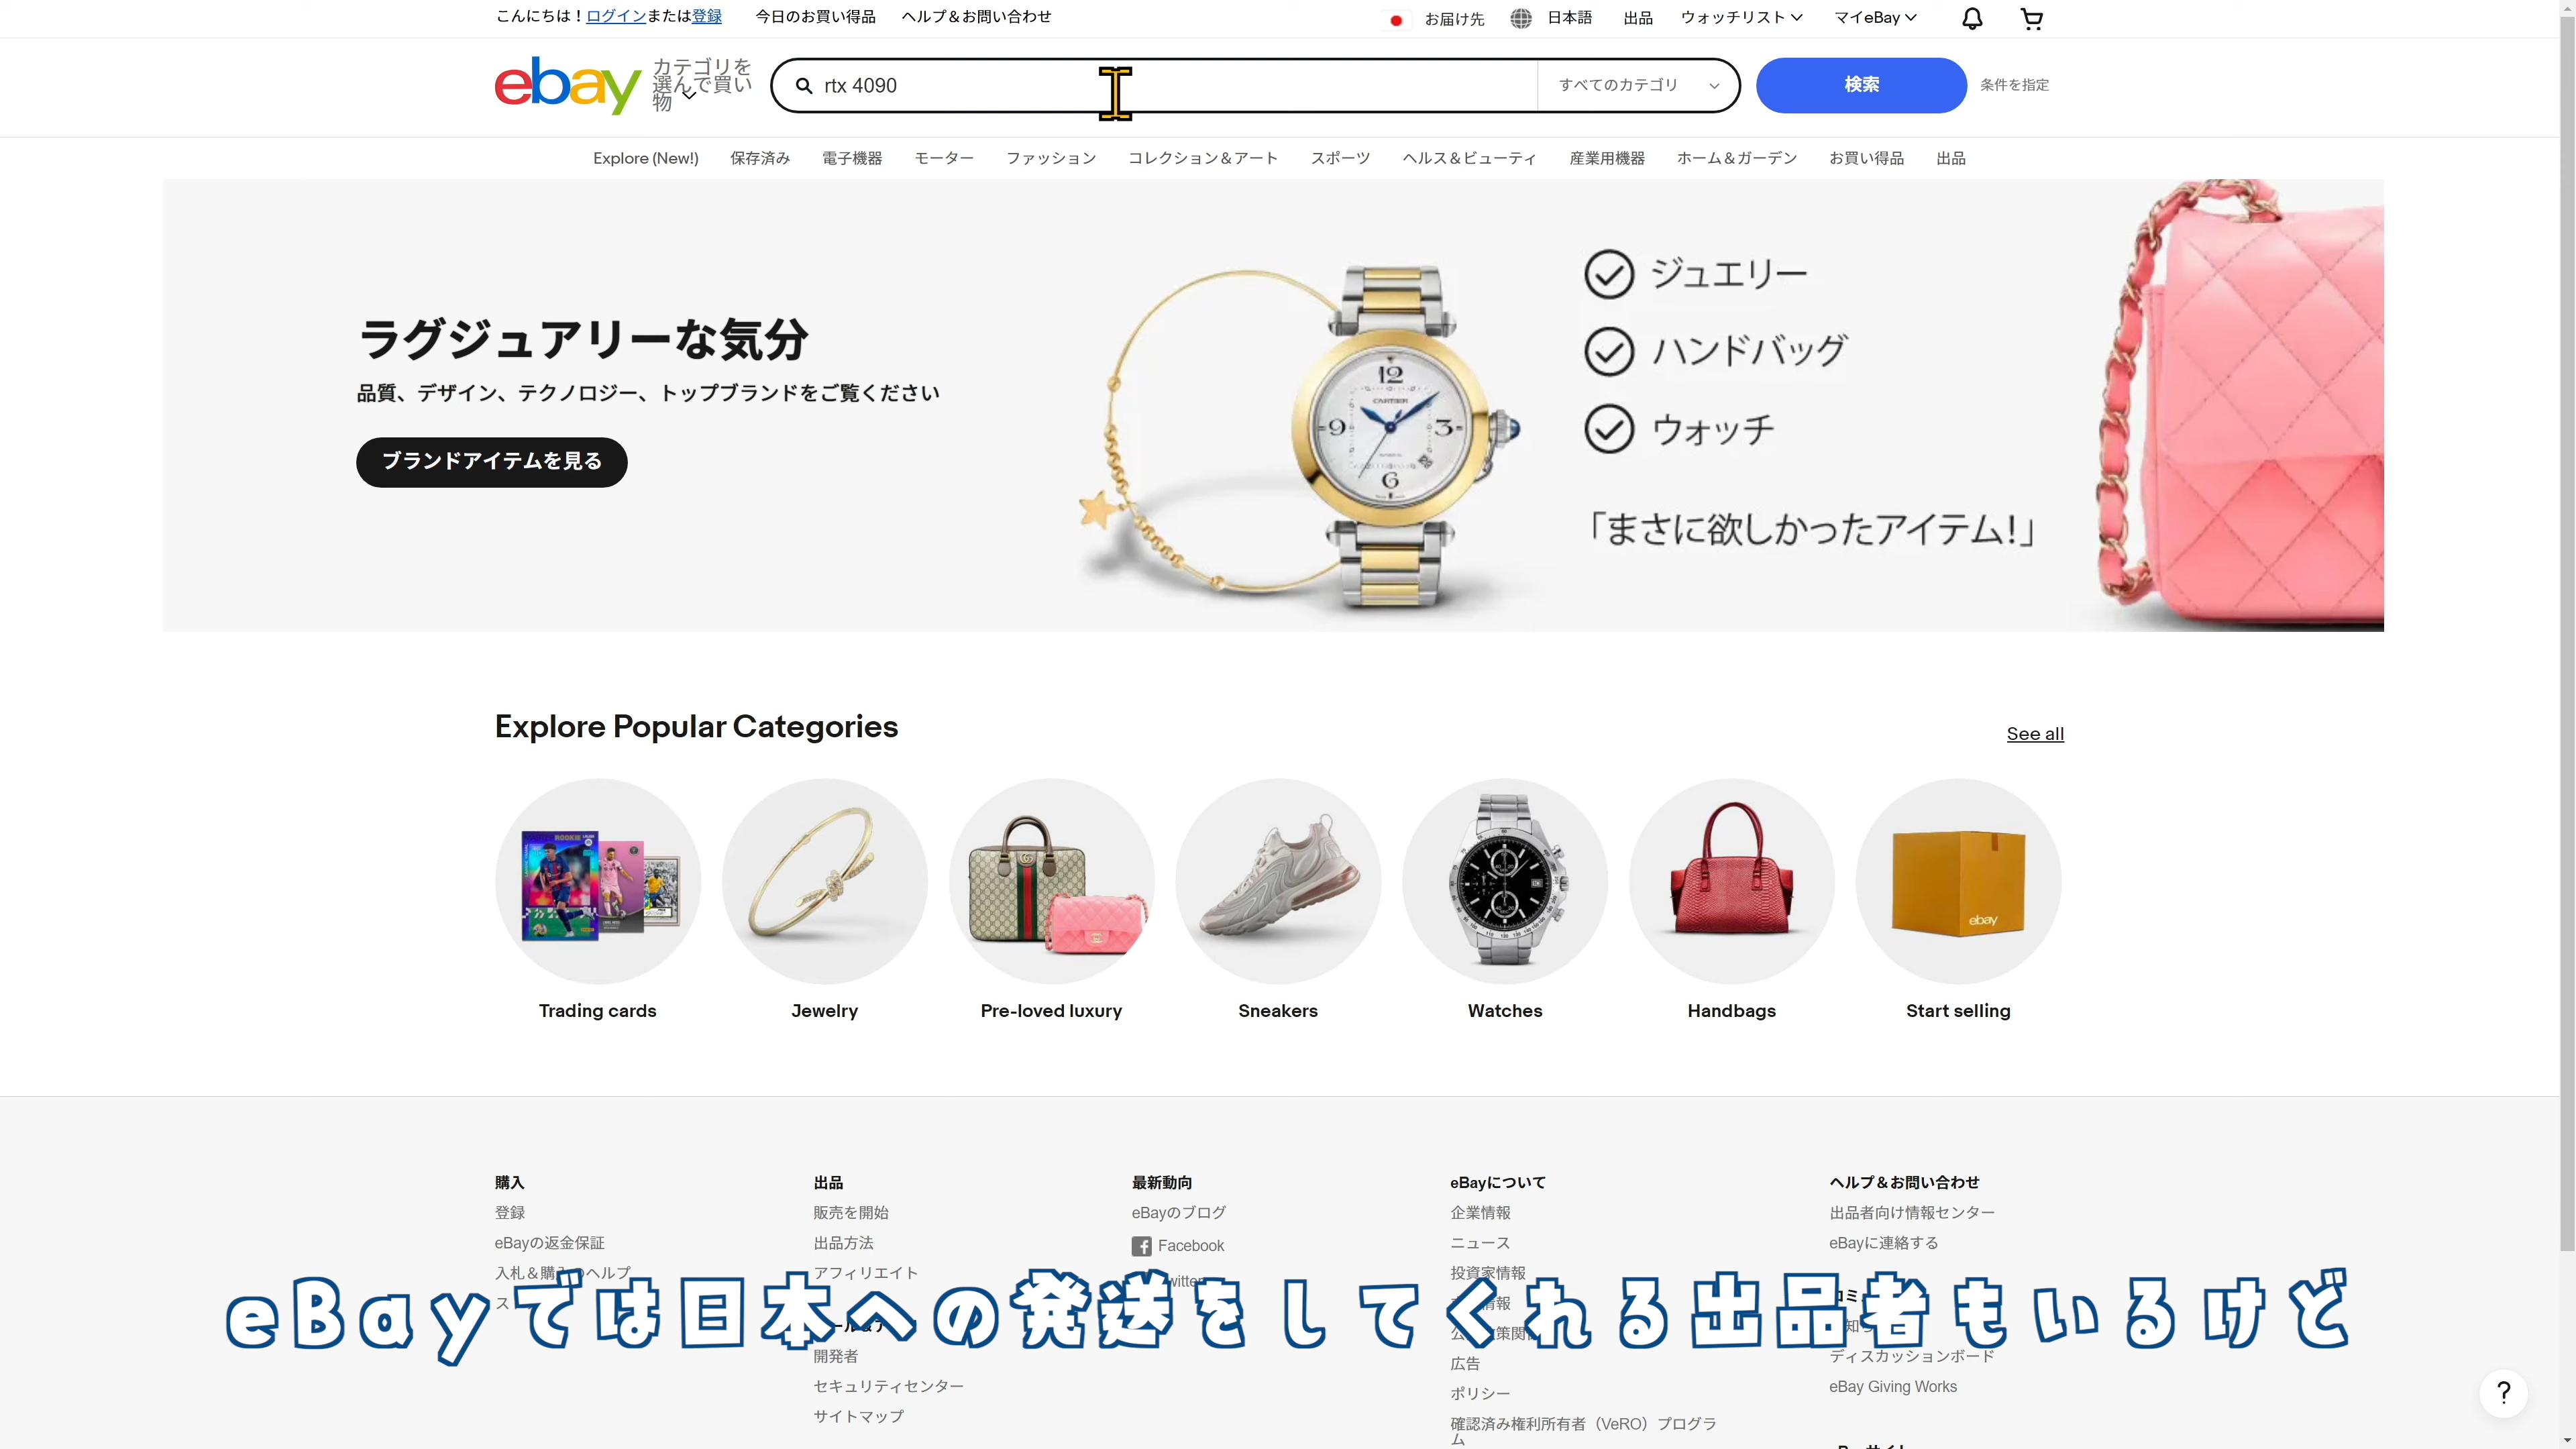 こんにちは！ログインまたは登録
今日のお買い得品
ヘルプ＆お問い合わせ
お届け先
日本語
出品
ウォッチリスト
マイeBay
ebay
カテゴリを
選んで買い
物
rtx 4090
すべてのカテゴリ
検索
条件を指定
Explore (New!)
保存済み
電子機器
モーター
ファッション
コレクション＆アート
スポーツ
ヘルス＆ビューティ
産業用機器
ホーム＆ガーデン
お買い得品
出品
ラグジュアリーな気分
品質、デザイン、テクノロジー、トップブランドをご覧ください
ブランドアイテムを見る
12
CARTIER
9
3
6
ジュエリー
ハンドバッグ
ウォッチ
「まさに欲しかったアイテム!」
Explore Popular Categories
See all
ROOKIE
ebay
Trading cards
Jewelry
Pre-loved luxury
Sneakers
Watches
Handbags
Start selling
購入
登録
eBayの返金保証
出品
販売を開始
出品方法
アフィリエイト
開発者
セキュリティセンター
サイトマップ
最新動向
eBayのブログ
Facebook
eBayについて
企業情報
ニュース
投資家情報
広告
ポリシー
確認済み権利所有者（VeRO）プログラ
ム
ヘルプ＆お問い合わせ
出品者向け情報センター
eBayに連絡する
ディスカッションボード
eBay Giving Works
eBayでは日本への発送をしてくれる出品者もいるけど
?